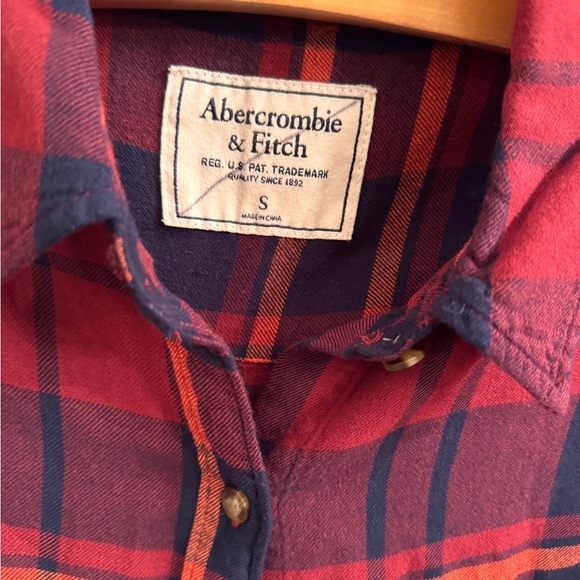 Abercrombie
& Fitch
REG. U.S. PAT. TRADEMARK
QUALITY SINCE 1892
S
MADE IN CHINA